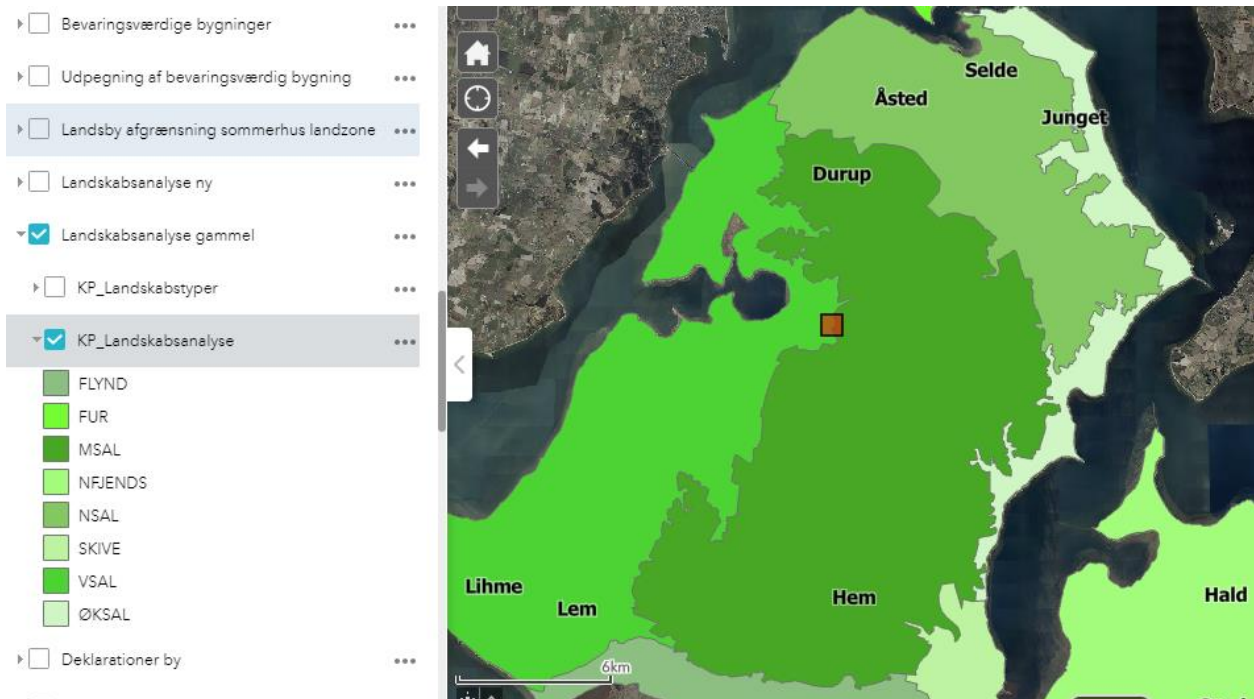 Bevaringsværdige bygninger
Udpegning af bevaringsværdig bygning
Landsby afgrænsning sommerhus landzone
Landskabsanalyse ny
Landskabsanalyse gammel
KP_Landskabstyper
KP_Landskabsanalyse
FLYND
FUR
MSAL
NFJENDS
NSAL
SKIVE
VSAL
ØKSAL
Deklarationer by
Selde
Åsted
Junget
Durup
Lihme
Lem
Hem
Hald
6km